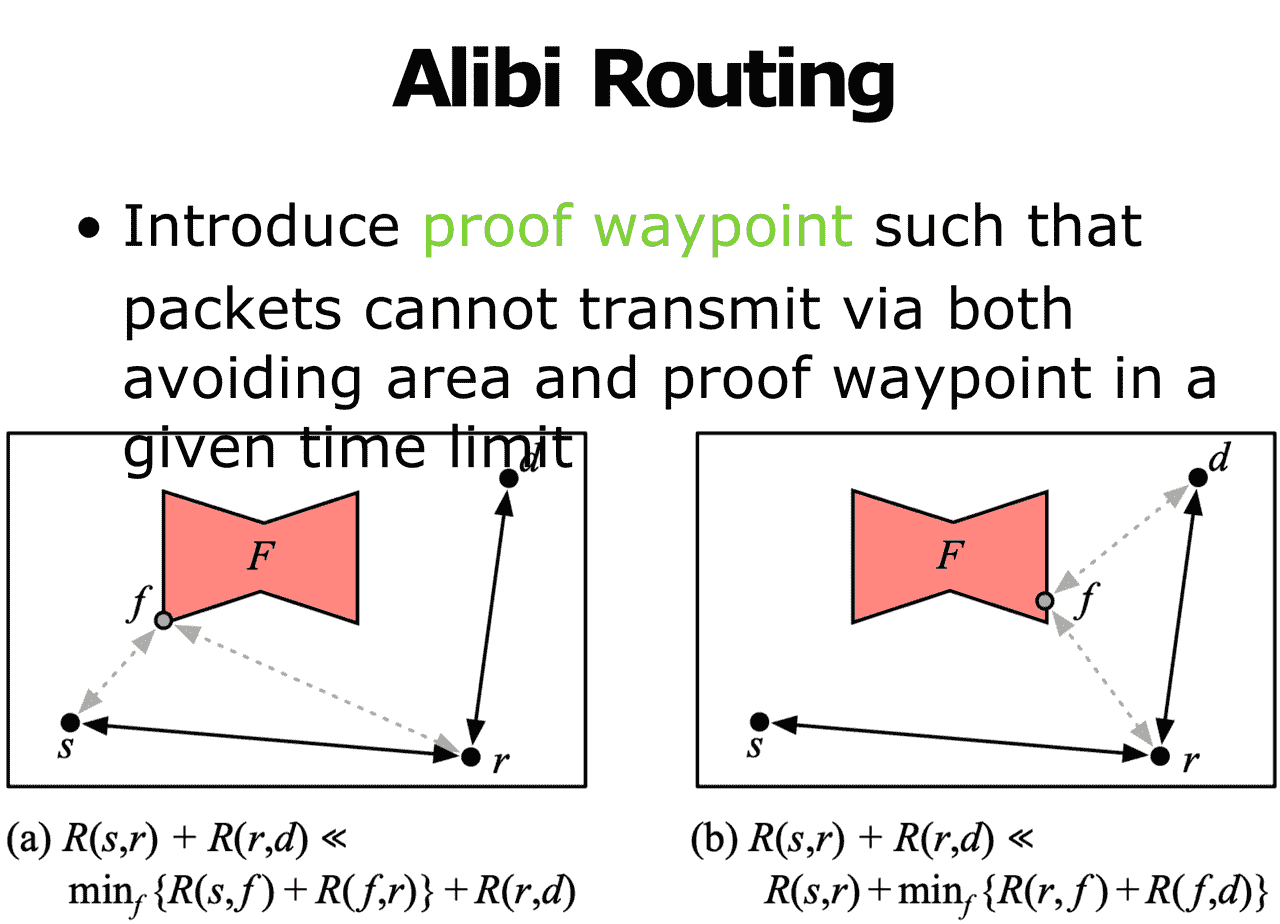 Alibi Routing
• Introduce proof waypoint such that
packets cannot transmit via both
avoiding area and proof waypoint in a
given time limit
d
F
f
s
r
d
F
f
s
r
(a) R(s,r) + R(r,d) ≪
min_f {R(s,f) + R(f,r)} + R(r,d)
(b) R(s,r) + R(r,d) ≪
R(s,r) + min_f {R(r,f) + R(f,d)}